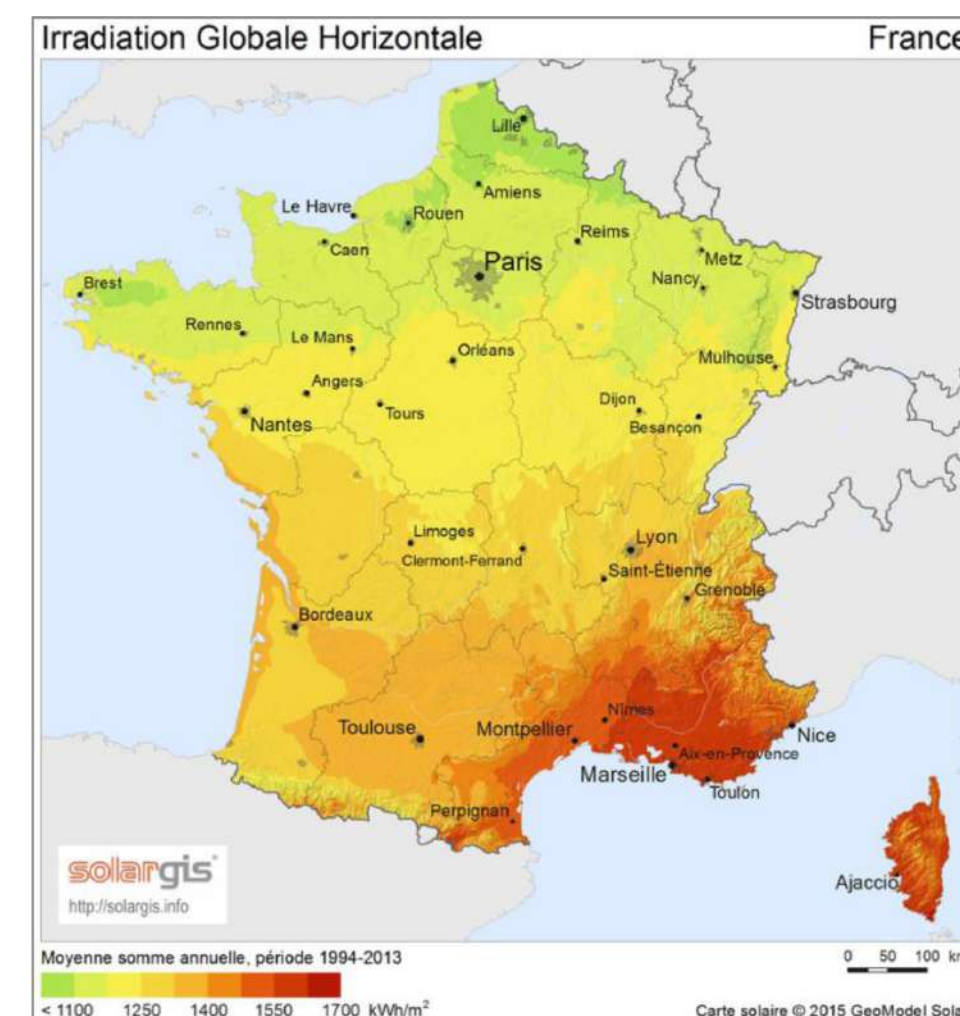 Irradiation Globale Horizontale
France
Lille
Amiens
Le Havre
Rouen
Reims
Caen
Paris
Metz
Nancy
Brest
Strasbourg
Rennes
Le Mans
Orléans
Mulhouse
Angers
Dijon
Tours
Nantes
Besançon
Limoges
Lyon
Clermont-Ferrand
Saint-Étienne
Grenoble
Bordeaux
Nîmes
Toulouse
Montpellier
Nice
Aix-en-Provence
Marseille
Toulon
Perpignan
solargis
Ajaccio
http://solargis.info
Moyenne somme annuelle, période 1994-2013
0 50 100 km
< 1100 1250 1400 1550 1700 kWh/m²
Carte solaire © 2015 GeoModel Sola